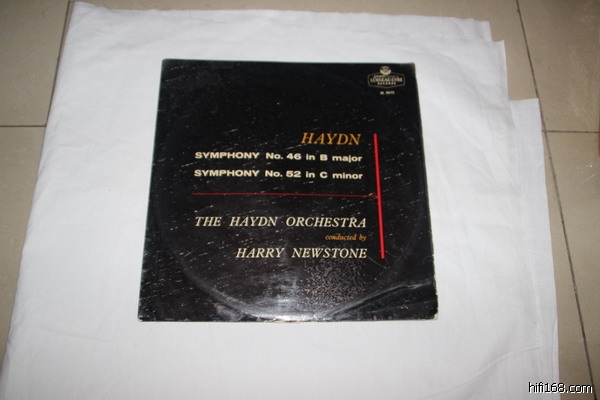 HAYDN
SYMPHONY No. 46 in B major
SYMPHONY No. 52 in C minor
THE HAYDN ORCHESTRA
conducted by
HARRY NEWSTONE
hifi168.com